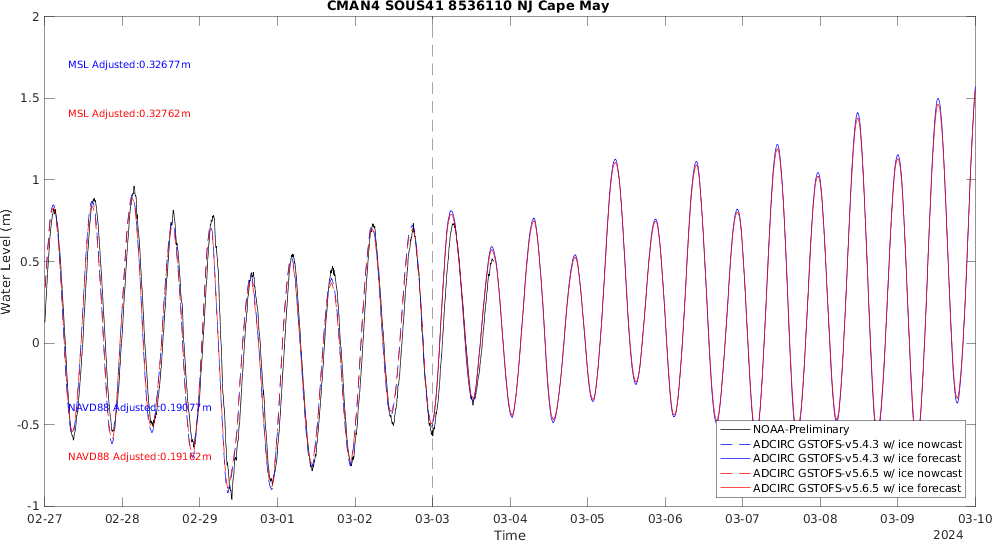 CMAN4 SOUS41 8536110 NJ Cape May
2
1.5
1
0.5
0
-0.5
-1
Water Level (m)
MSL Adjusted:0.32677m
MSL Adjusted:0.32762m
NAVD88 Adjusted:0.19077m
NAVD88 Adjusted:0.19162m
NOAA-Preliminary
ADCIRC GSTOFS-v5.4.3 w/ ice nowcast
ADCIRC GSTOFS-v5.4.3 w/ ice forecast
ADCIRC GSTOFS-v5.6.5 w/ ice nowcast
ADCIRC GSTOFS-v5.6.5 w/ ice forecast
02-27 02-28 02-29 03-01 03-02 03-03 03-04 03-05 03-06 03-07 03-08 03-09 03-10
Time
2024